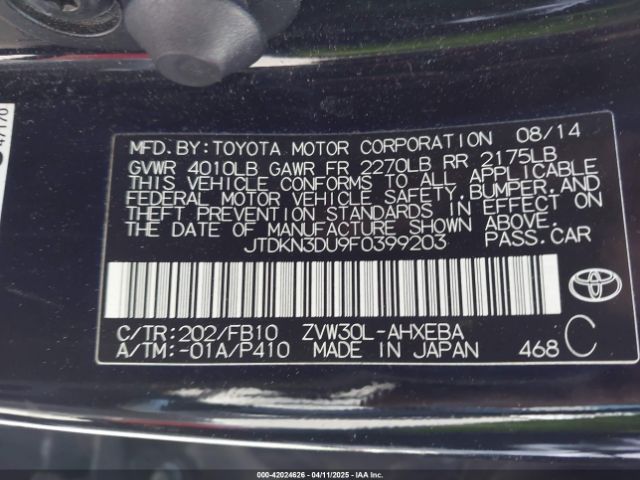 47170
MFD. BY: TOYOTA MOTOR CORPORATION 08/14
GVWR 4010LB GAWR FR 2270LB RR 2175LB
THIS VEHICLE CONFORMS TO ALL APPLICABLE
FEDERAL MOTOR VEHICLE SAFETY, BUMPER, AND
THEFT PREVENTION STANDARDS IN EFFECT ON
THE DATE OF MANUFACTURE SHOWN ABOVE.
JTDKN3DU9F0399203 PASS. CAR
C/TR: 202/FB10 ZVW30L-AHXEBA
A/TM: -01A/P410 MADE IN JAPAN 468 C
TOYOTA
000-42024626 - 04/11/2025 - IAA Inc.